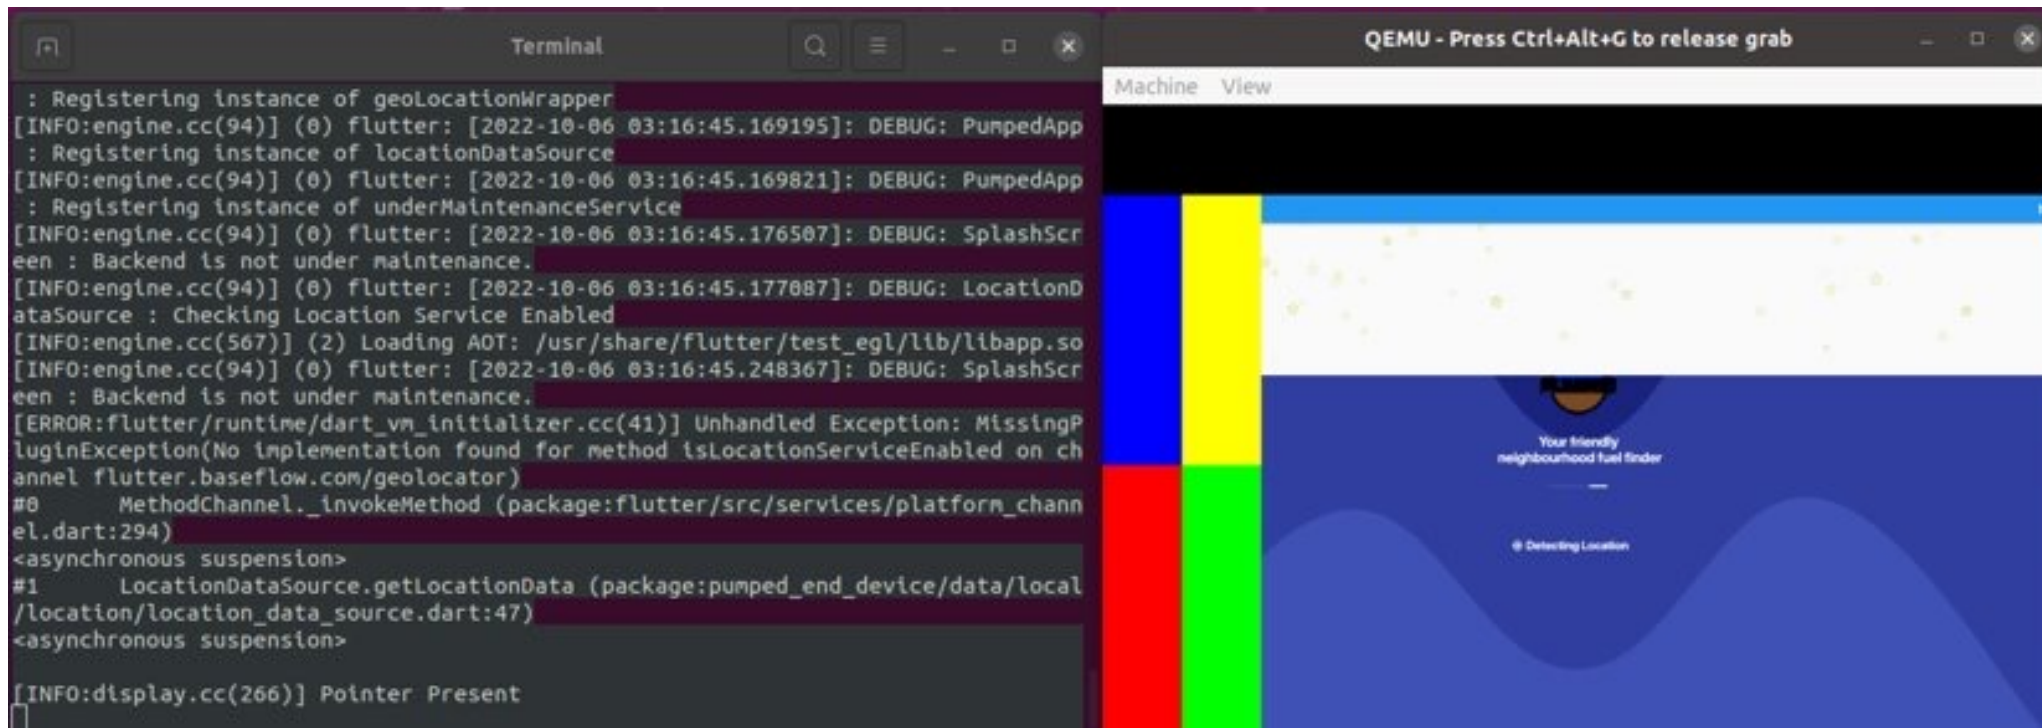 Terminal
: Registering instance of geoLocationWrapper
[INFO:engine.cc(94)] (0) flutter: [2022-10-06 03:16:45.169195]: DEBUG: PumpedApp
: Registering instance of locationDataSource
[INFO:engine.cc(94)] (0) flutter: [2022-10-06 03:16:45.169821]: DEBUG: PumpedApp
: Registering instance of underMaintenanceService
[INFO:engine.cc(94)] (0) flutter: [2022-10-06 03:16:45.176507]: DEBUG: SplashScr
een : Backend is not under maintenance.
[INFO:engine.cc(94)] (0) flutter: [2022-10-06 03:16:45.177087]: DEBUG: LocationD
ataSource : Checking Location Service Enabled
[INFO:engine.cc(567)] (2) Loading AOT: /usr/share/flutter/test_egl/lib/libapp.so
[INFO:engine.cc(94)] (0) flutter: [2022-10-06 03:16:45.248367]: DEBUG: SplashScr
een : Backend is not under maintenance.
[ERROR:flutter/runtime/dart_vm_initializer.cc(41)] Unhandled Exception: MissingP
luginException(No implementation found for method isLocationServiceEnabled on ch
annel flutter.baseflow.com/geolocator)
#0      MethodChannel._invokeMethod (package:flutter/src/services/platform_chann
el.dart:294)
<asynchronous suspension>
#1      LocationDataSource.getLocationData (package:pumped_end_device/data/local
/location/location_data_source.dart:47)
<asynchronous suspension>
[INFO:display.cc(266)] Pointer Present
QEMU - Press Ctrl+Alt+G to release grab
Machine View
Your friendly
neighbourhood fuel finder
Detecting Location